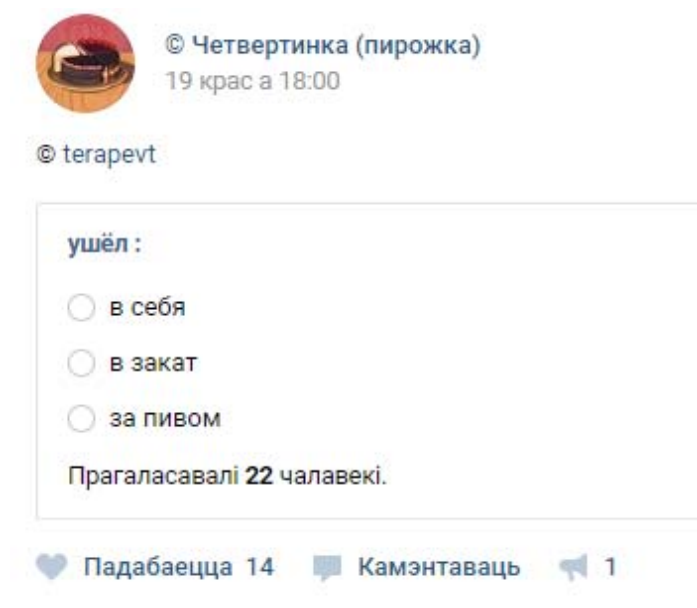 © Четвертинка (пирожка)
19 крас а 18:00
© terapevt
ушёл :
в себя
в закат
за пивом
Прагаласавалі 22 чалавекі.
Падабаецца 14 Камэнтаваць 1